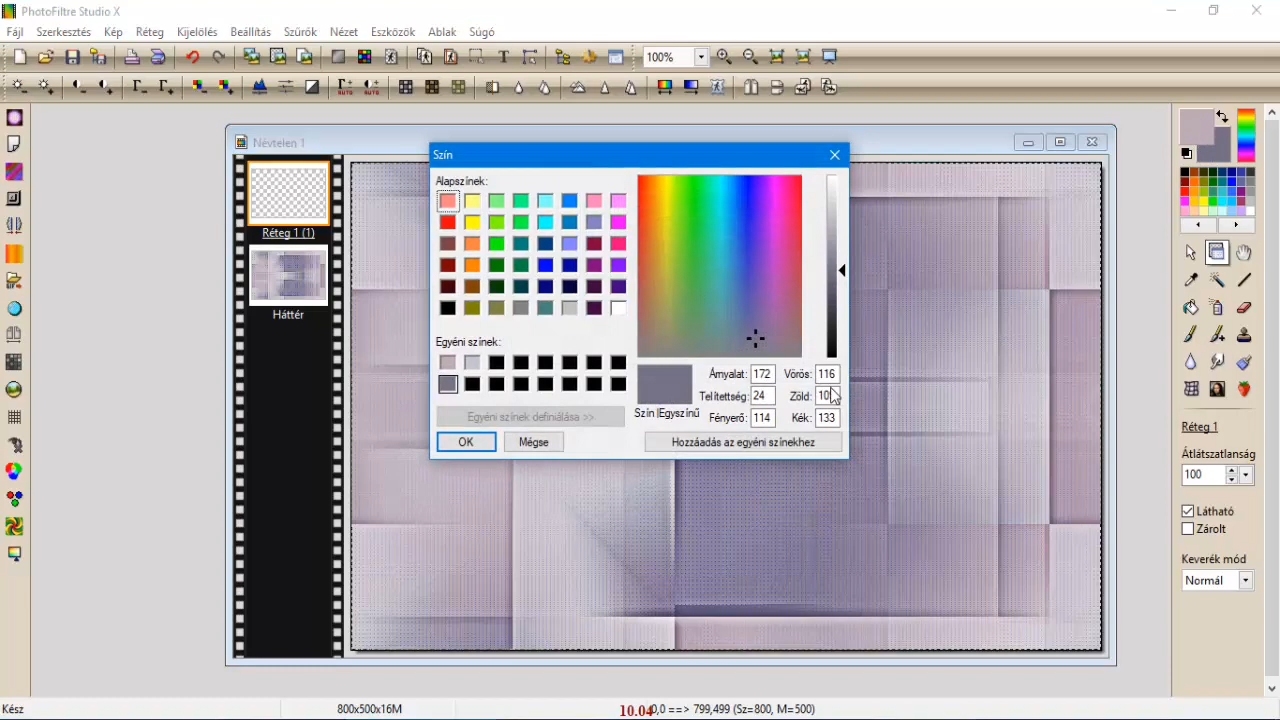 PhotoFiltre Studio X
Fájl Szerkesztés Kép Réteg Kijelölés Beállítás Szűrők Nézet Eszközök Ablak Súgó
100%
Névtelen 1
Réteg 1 (1)
Háttér
Szín
Alapszínek:
Egyéni színek:
Egyéni színek definiálása >>
OK Mégse
Árnyalat: 172 Vörös: 116
Telítettség: 24 Zöld:
Fényerő: 114 Kék: 133
Szín|Egyszínű
Hozzáadás az egyéni színekhez
Réteg 1
Átlátszatlanság
100
Látható
Zárolt
Keverék mód
Normál
Kész 800x500x16M 10.04 0,0 ==> 799,499 (Sz=800, M=500)